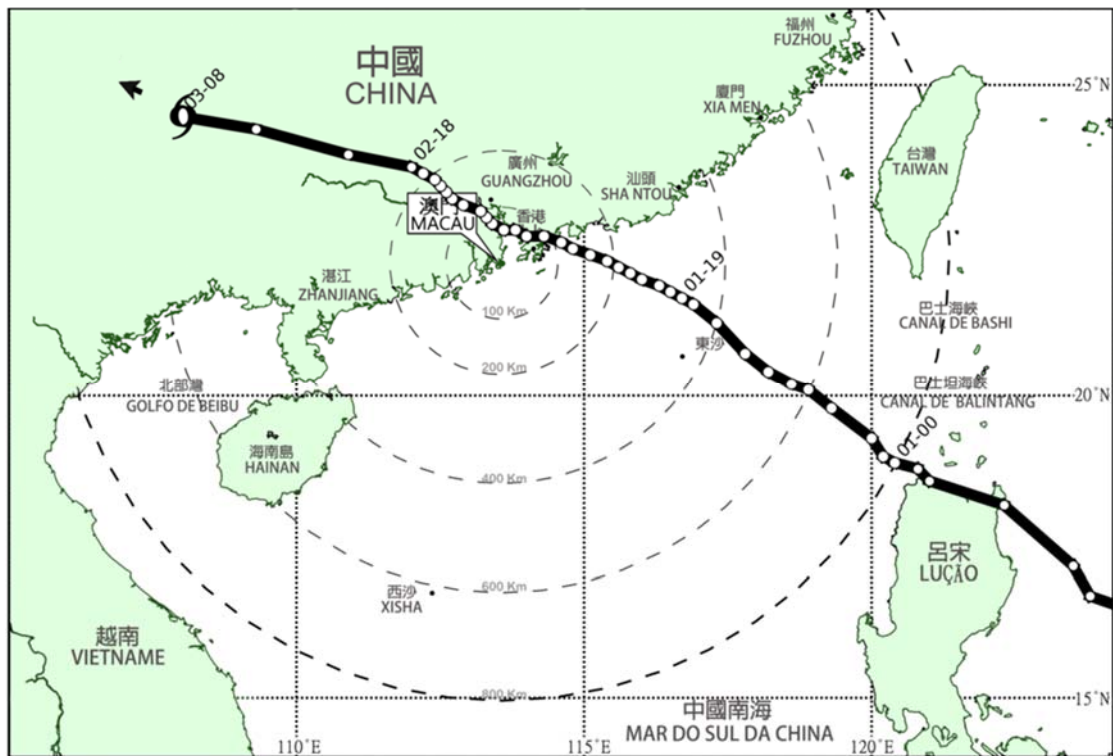 福州
FUZHOU
中國
CHINA
25°N
03-08
廈門
XIA MEN
02-18
廣州
GUANGZHOU
汕頭
SHA NTOU
台灣
TAIWAN
澳門
MACAU
香港
湛江
ZHANJIANG
01-19
100 Km
巴士海峽
CANAL DE BASHI
東沙
200 Km
北部灣
GOLFO DE BEIBU
20°N
巴士坦海峽
CANAL DE BALINTANG
01-00
海南島
HAINAN
400 Km
呂宋
LUÇÃO
600 Km
西沙
XISHA
越南
VIETNAME
800 Km
15°N
中國南海
MAR DO SUL DA CHINA
110°E
115°E
120°E